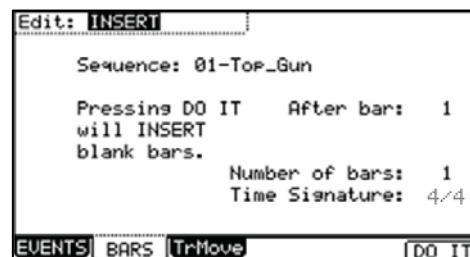 Edit: INSERT
Sequence: 01-Top_Gun
Pressing DO IT After bar: 1
will INSERT
blank bars.
Number of bars: 1
Time Signature: 4/4
EVENTS BARS TrMove DO IT